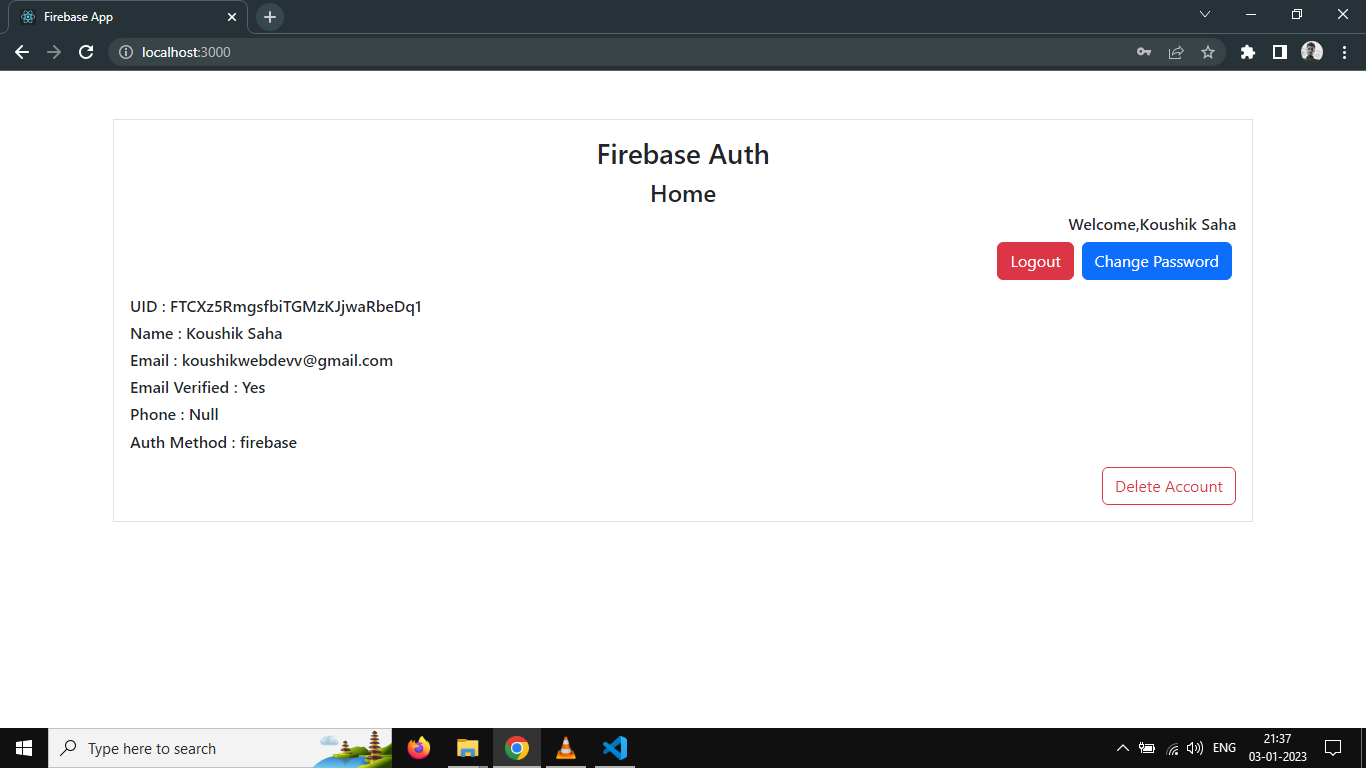 Firebase App
localhost:3000
Firebase Auth
Home
Welcome,Koushik Saha
Logout
Change Password
UID : FTCXz5RmgsfbiTGMzKJjwaRbeDq1
Name : Koushik Saha
Email : koushikwebdevv@gmail.com
Email Verified : Yes
Phone : Null
Auth Method : firebase
Delete Account
Type here to search
ENG
21:37
03-01-2023